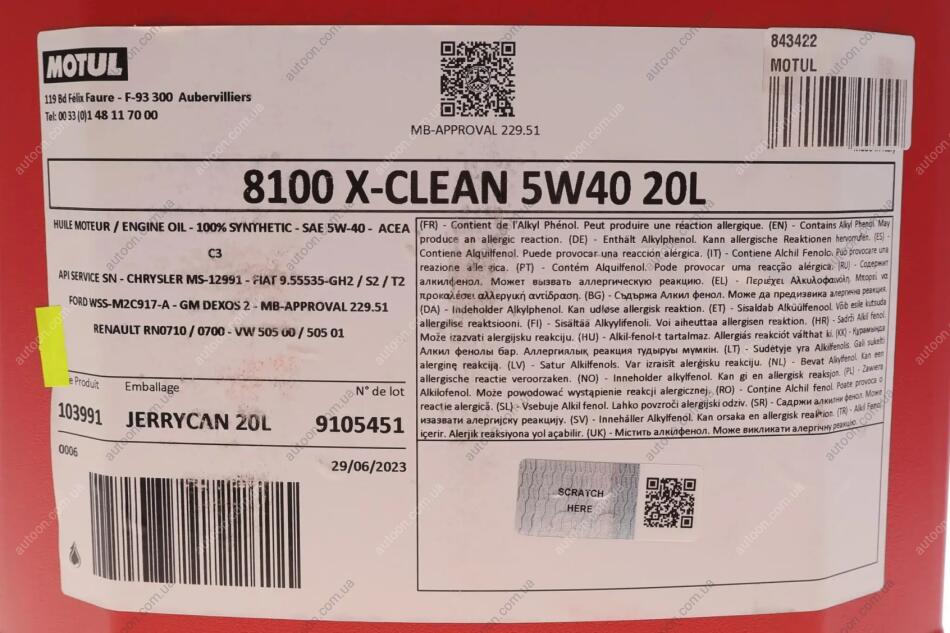 MOTUL
119 Bd Félix Faure - F-93 300 Aubervilliers
Tel: 00 33 (0)1 48 11 70 00
MB-APPROVAL 229.51
843422
MOTUL
8100 X-CLEAN 5W40 20L
HUILE MOTEUR / ENGINE OIL - 100% SYNTHETIC - SAE 5W-40 - ACEA
C3
API SERVICE SN - CHRYSLER MS-12991 - FIAT 9.55535-GH2 / S2 / T2
FORD WSS-M2C917-A - GM DEXOS 2 - MB-APPROVAL 229.51
RENAULT RN0710 / 0700 - VW 505 00 / 505 01
(FR) - Contient de l'Alkyl Phénol. Peut produire une réaction allergique. (EN) - Contains Alkyl Phenol. May
produce an allergic reaction. (DE) - Enthält Alkylphenol. Kann allergische Reaktionen hervorrufen. (ES) -
Contiene Alquilfenol. Puede provocar una reacción alérgica. (IT) - Contiene Alchil Fenolo. Può provocare una
reazione allergica. (PT) - Contém Alquilfenol. Pode provocar uma reacção alérgica. (RU) - Содержит
алкилфенол. Может вызывать аллергическую реакцию. (EL) - Περιέχει Αλκυλοφαινόλη. Μπορεί να
προκαλέσει αλλεργική αντίδραση. (BG) - Съдържа Алкил фенол. Може да предизвика алергична реакция.
(DA) - Indeholder Alkylphenol. Kan udløse allergisk reaktion. (ET) - Sisaldab Alküülfenool. Võib esile kutsuda
allergilise reaktsiooni. (FI) - Sisältää Alkyylifenoli. Voi aiheuttaa allergisen reaktion. (HR) - Sadrži Alkil fenol.
Može izazvati alergijsku reakciju. (HU) - Alkil-fenol-t tartalmaz. Allergiás reakciót válthat ki. (KK) - Құрамында
Алкил фенолы бар. Аллергиялық реакция тудыруы мүмкін. (LT) - Sudėtyje yra Alkilfenolis. Gali sukelti
alerginę reakciją. (LV) - Satur Alkilfenols. Var izraisīt alerģisku reakciju. (NL) - Bevat Alkylfenol. Kan een
allergische reactie veroorzaken. (NO) - Inneholder alkylfenol. Kan gi en allergisk reaksjon. (PL) - Zawiera
Alkilofenol. Może powodować wystąpienie reakcji alergicznej. (RO) - Contine Alchil fenol. Poate provoca o
reactie alergică. (SL) - Vsebuje Alkil fenol. Lahko povzroči alergijski odziv. (SR) - Садржи алкилни фенол. Може
изазвати алергијску реакцију. (SV) - Innehåller Alkylfenol. Kan orsaka en allergisk reaktion. (TR) - Alkil Fenol
içerir. Alerjik reaksiyona yol açabilir. (UK) - Містить алкилфенол. Може викликати алергічну реакцію.
e Produit
Emballage
N° de lot
103991
JERRYCAN 20L
9105451
0006
29/06/2023
SCRATCH
HERE
autoon.com.ua